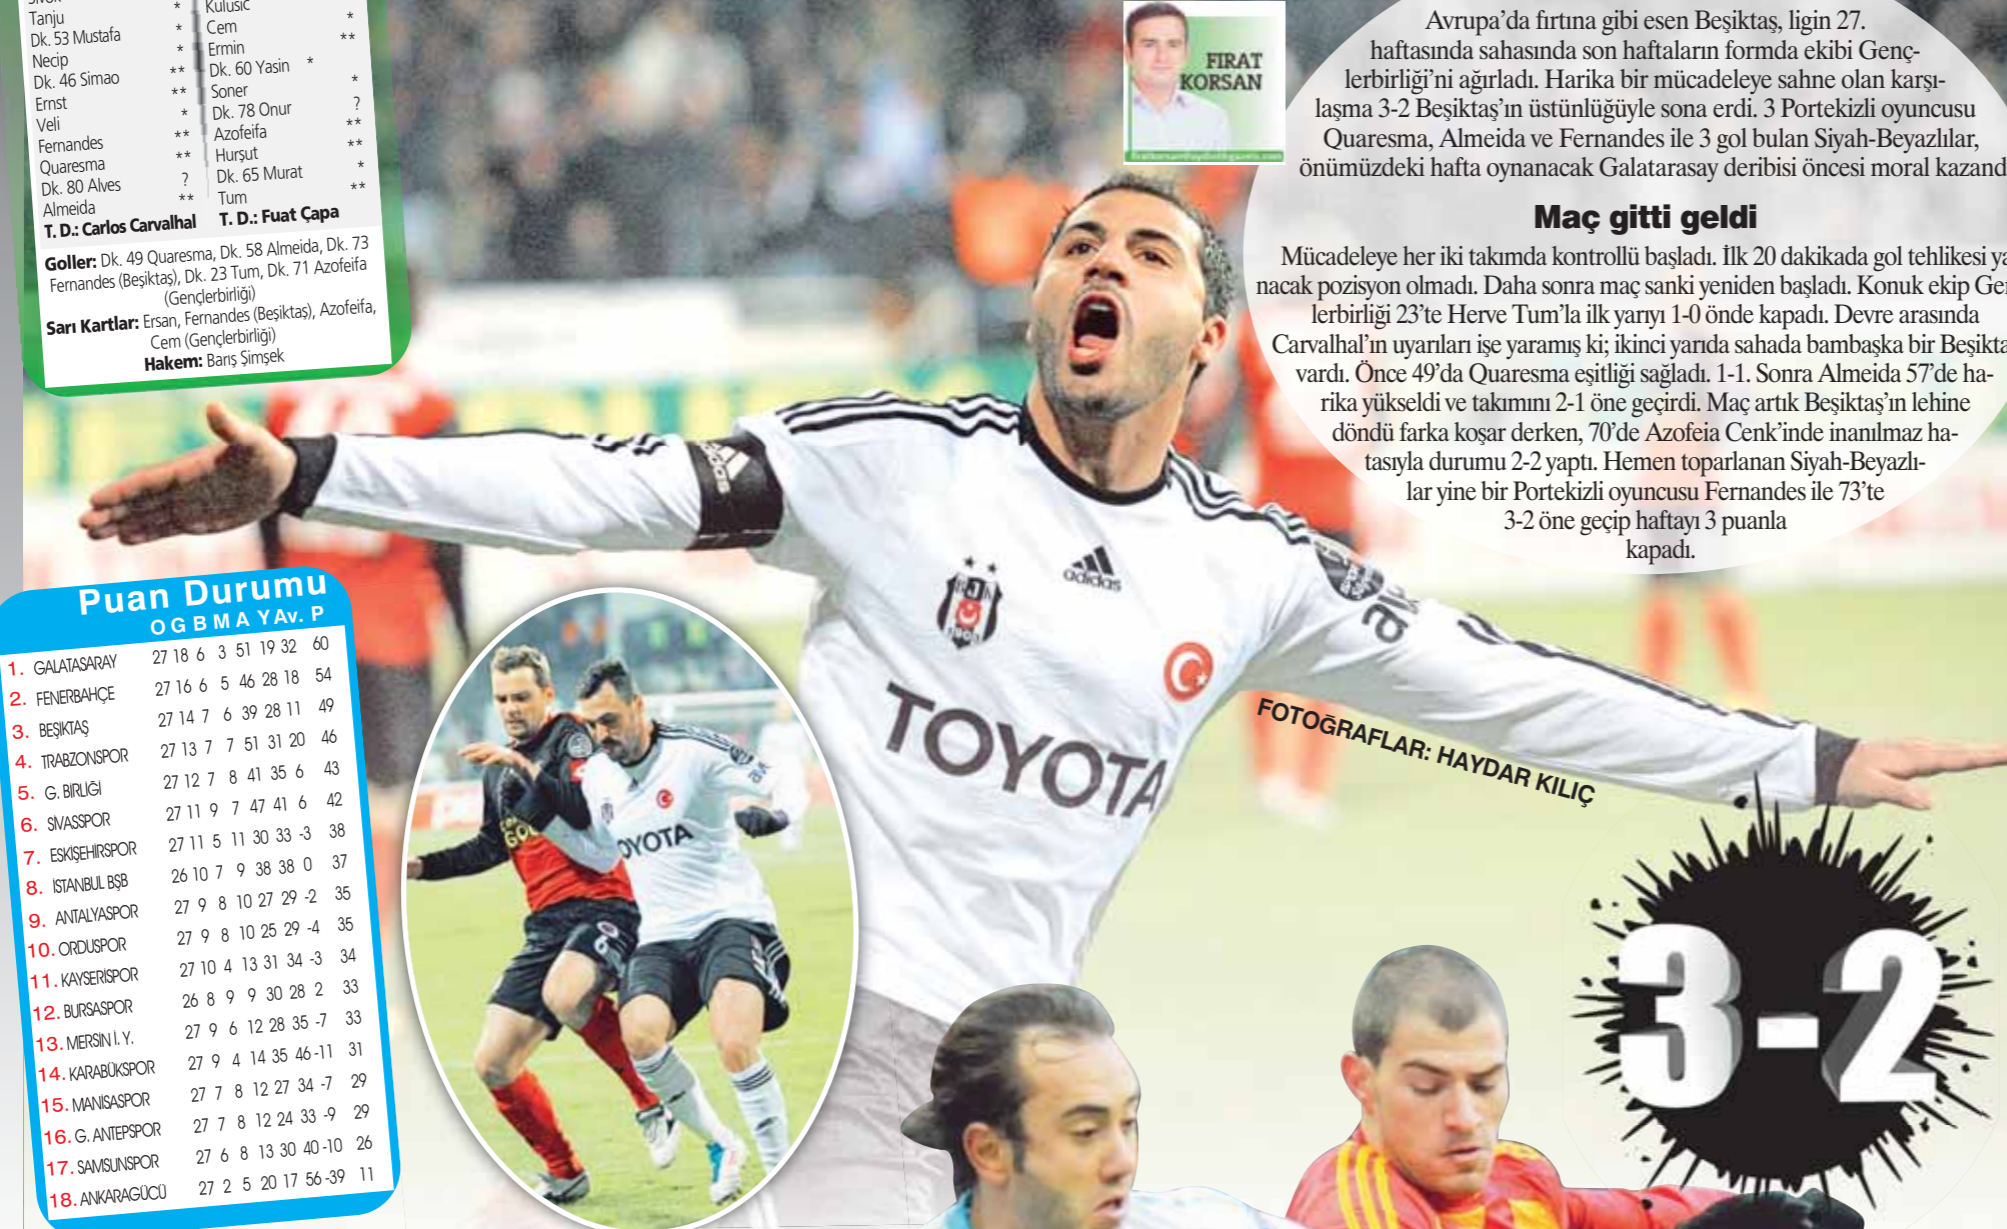 Tanju *
Dk. 53 Mustafa *
Necip *
Dk. 46 Simao **
Ernst **
Veli *
Fernandes **
Quaresma **
Dk. 80 Alves ?
Almeida **
T. D.: Carlos Carvalhal
Kulusic
Cem *
Ermin **
Dk. 60 Yasin *
Soner *
Dk. 78 Onur ?
Azofeifa **
Hurşut **
Dk. 65 Murat *
Tum **
T. D.: Fuat Çapa
Goller: Dk. 49 Quaresma, Dk. 58 Almeida, Dk. 73
Fernandes (Beşiktaş), Dk. 23 Tum, Dk. 71 Azofeifa
(Gençlerbirliği)
Sarı Kartlar: Ersan, Fernandes (Beşiktaş), Azofeifa,
Cem (Gençlerbirliği)
Hakem: Barış Şimşek
FIRAT
KORSAN
Avrupa’da fırtına gibi esen Beşiktaş, ligin 27.
haftasında sahasında son haftaların formda ekibi Genç-
lerbirliği’ni ağırladı. Harika bir mücadeleye sahne olan karşı-
laşma 3-2 Beşiktaş’ın üstünlüğüyle sona erdi. 3 Portekizli oyuncusu
Quaresma, Almeida ve Fernandes ile 3 gol bulan Siyah-Beyazlılar,
önümüzdeki hafta oynanacak Galatarasay deribisi öncesi moral kazand
Maç gitti geldi
Mücadeleye her iki takımda kontrollü başladı. İlk 20 dakikada gol tehlikesi ya
nacak pozisyon olmadı. Daha sonra maç sanki yeniden başladı. Konuk ekip Gen
lerbirliği 23’te Herve Tum’la ilk yarıyı 1-0 önde kapadı. Devre arasında
Carvalhal’ın uyarıları işe yaramış ki; ikinci yarıda sahada bambaşka bir Beşikta
vardı. Önce 49’da Quaresma eşitliği sağladı. 1-1. Sonra Almeida 57’de ha-
rika yükseldi ve takımını 2-1 öne geçirdi. Maç artık Beşiktaş’ın lehine
döndü farka koşar derken, 70’de Azofeia Cenk’inde inanılmaz ha-
tasıyla durumu 2-2 yaptı. Hemen toparlanan Siyah-Beyazlı-
lar yine bir Portekizli oyuncusu Fernandes ile 73’te
3-2 öne geçip haftayı 3 puanla
kapadı.
adidas
adidas
TOYOTA
FOTOĞRAFLAR: HAYDAR KILIÇ
OYOTA
Puan Durumu
O G B M A Y Av. P
1. GALATASARAY 27 18 6 3 51 19 32 60
2. FENERBAHÇE 27 16 6 5 46 28 18 54
3. BEŞİKTAŞ 27 14 7 6 39 28 11 49
4. TRABZONSPOR 27 13 7 7 51 31 20 46
5. G. BİRLİĞİ 27 12 7 8 41 35 6 43
6. SİVASSPOR 27 11 9 7 47 41 6 42
7. ESKİŞEHİRSPOR 27 11 5 11 30 33 -3 38
8. İSTANBUL BŞB 26 10 7 9 38 38 0 37
9. ANTALYASPOR 27 9 8 10 27 29 -2 35
10. ORDUSPOR 27 9 8 10 25 29 -4 35
11. KAYSERİSPOR 27 10 4 13 31 34 -3 34
12. BURSASPOR 26 8 9 9 30 28 2 33
13. MERSİN İ. Y. 27 9 6 12 28 35 -7 33
14. KARABÜKSPOR 27 9 4 14 35 46 -11 31
15. MANİSASPOR 27 7 8 12 27 34 -7 29
16. G. ANTEPSPOR 27 7 8 12 24 33 -9 29
17. SAMSUNSPOR 27 6 8 13 30 40 -10 26
18. ANKARAGÜCÜ 27 2 5 20 17 56 -39 11
3-2